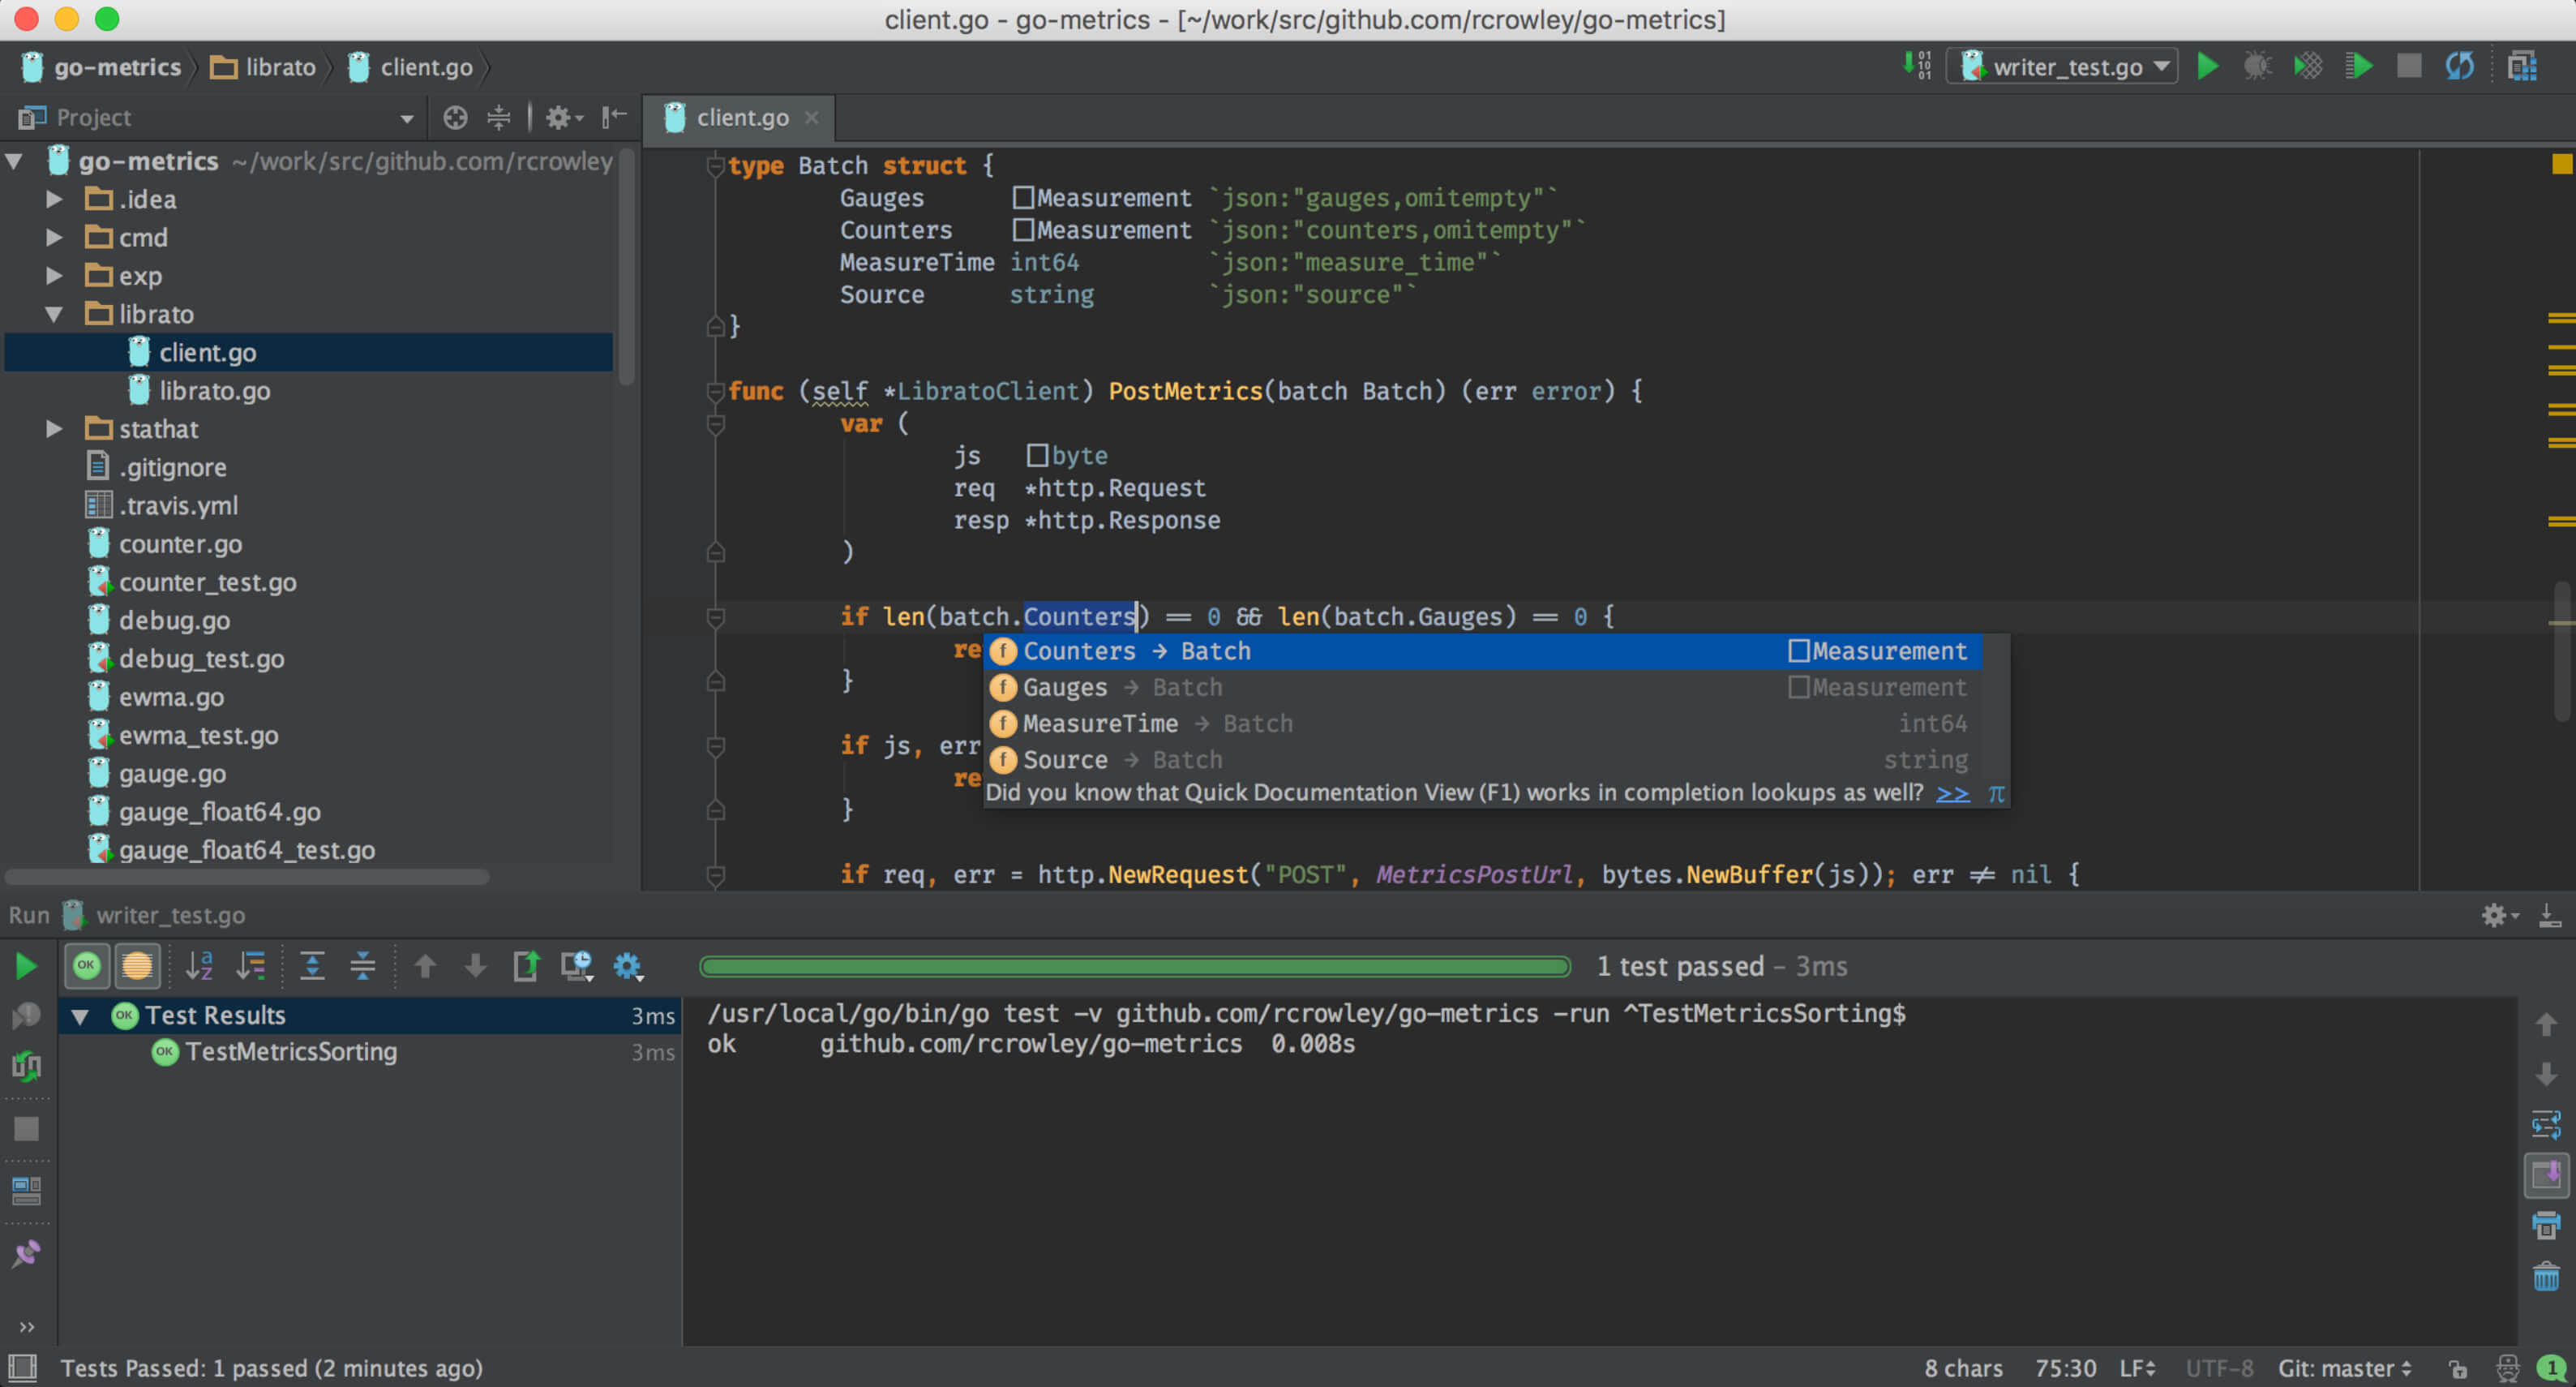 client.go - go-metrics - [~/work/src/github.com/rcrowley/go-metrics]
go-metrics librato client.go
writer_test.go
Project
client.go
go-metrics ~/work/src/github.com/rcrowley
.idea
cmd
exp
librato
client.go
librato.go
stathat
.gitignore
.travis.yml
counter.go
counter_test.go
debug.go
debug_test.go
ewma.go
ewma_test.go
gauge.go
gauge_float64.go
gauge_float64_test.go
type Batch struct {
Gauges []Measurement `json:"gauges,omitempty"`
Counters []Measurement `json:"counters,omitempty"`
MeasureTime int64 `json:"measure_time"`
Source string `json:"source"`
}
func (self *LibratoClient) PostMetrics(batch Batch) (err error) {
var (
js []byte
req *http.Request
resp *http.Response
)
if len(batch.Counters) == 0 && len(batch.Gauges) == 0 {
re
}
if js, err
re
}
if req, err = http.NewRequest("POST", MetricsPostUrl, bytes.NewBuffer(js)); err ≠ nil {
Counters → Batch []Measurement
Gauges → Batch []Measurement
MeasureTime → Batch int64
Source → Batch string
Did you know that Quick Documentation View (F1) works in completion lookups as well? >> π
Run writer_test.go
1 test passed – 3ms
Test Results 3ms
TestMetricsSorting 3ms
/usr/local/go/bin/go test -v github.com/rcrowley/go-metrics -run ^TestMetricsSorting$
ok github.com/rcrowley/go-metrics 0.008s
Tests Passed: 1 passed (2 minutes ago)
8 chars 75:30 LF UTF-8 Git: master 1